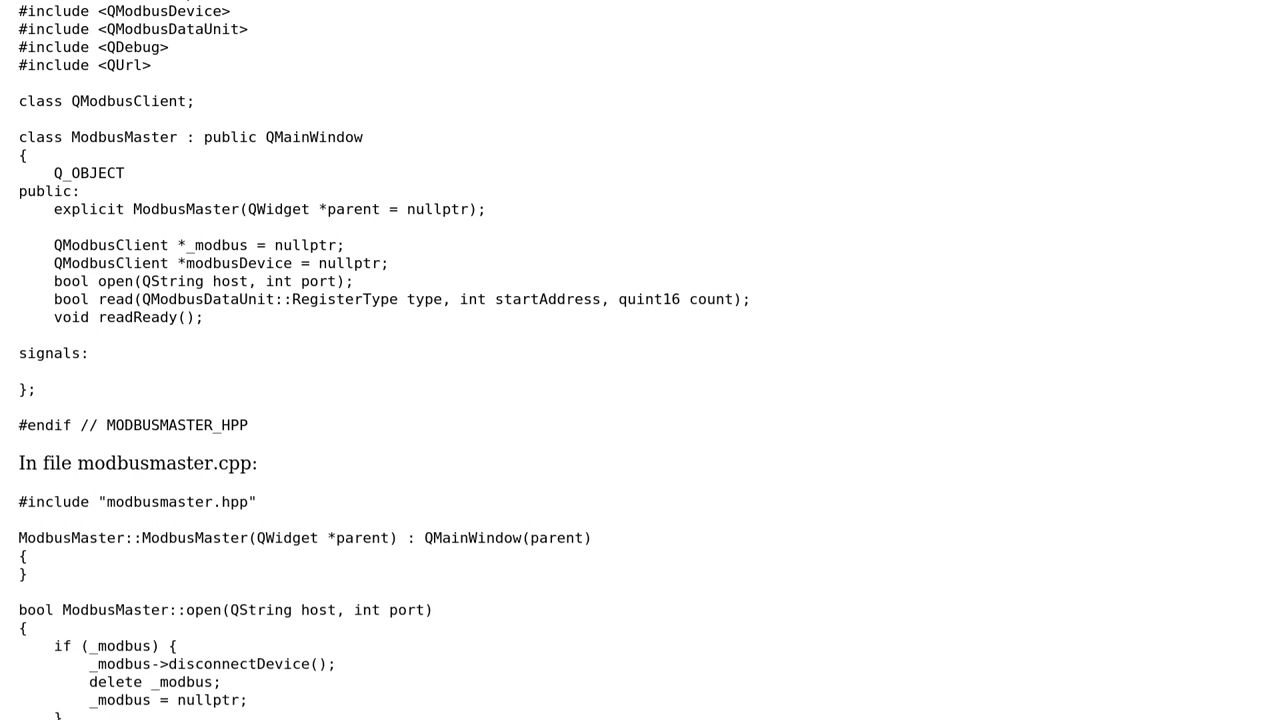 #include <QModbusDevice>
#include <QModbusDataUnit>
#include <QDebug>
#include <QUrl>

class QModbusClient;

class ModbusMaster : public QMainWindow
{
    Q_OBJECT
public:
    explicit ModbusMaster(QWidget *parent = nullptr);

    QModbusClient *_modbus = nullptr;
    QModbusClient *modbusDevice = nullptr;
    bool open(QString host, int port);
    bool read(QModbusDataUnit::RegisterType type, int startAddress, quint16 count);
    void readReady();

signals:

};

#endif // MODBUSMASTER_HPP

In file modbusmaster.cpp:

#include "modbusmaster.hpp"

ModbusMaster::ModbusMaster(QWidget *parent) : QMainWindow(parent)
{
}

bool ModbusMaster::open(QString host, int port)
{
    if (_modbus) {
        _modbus->disconnectDevice();
        delete _modbus;
        _modbus = nullptr;
    }